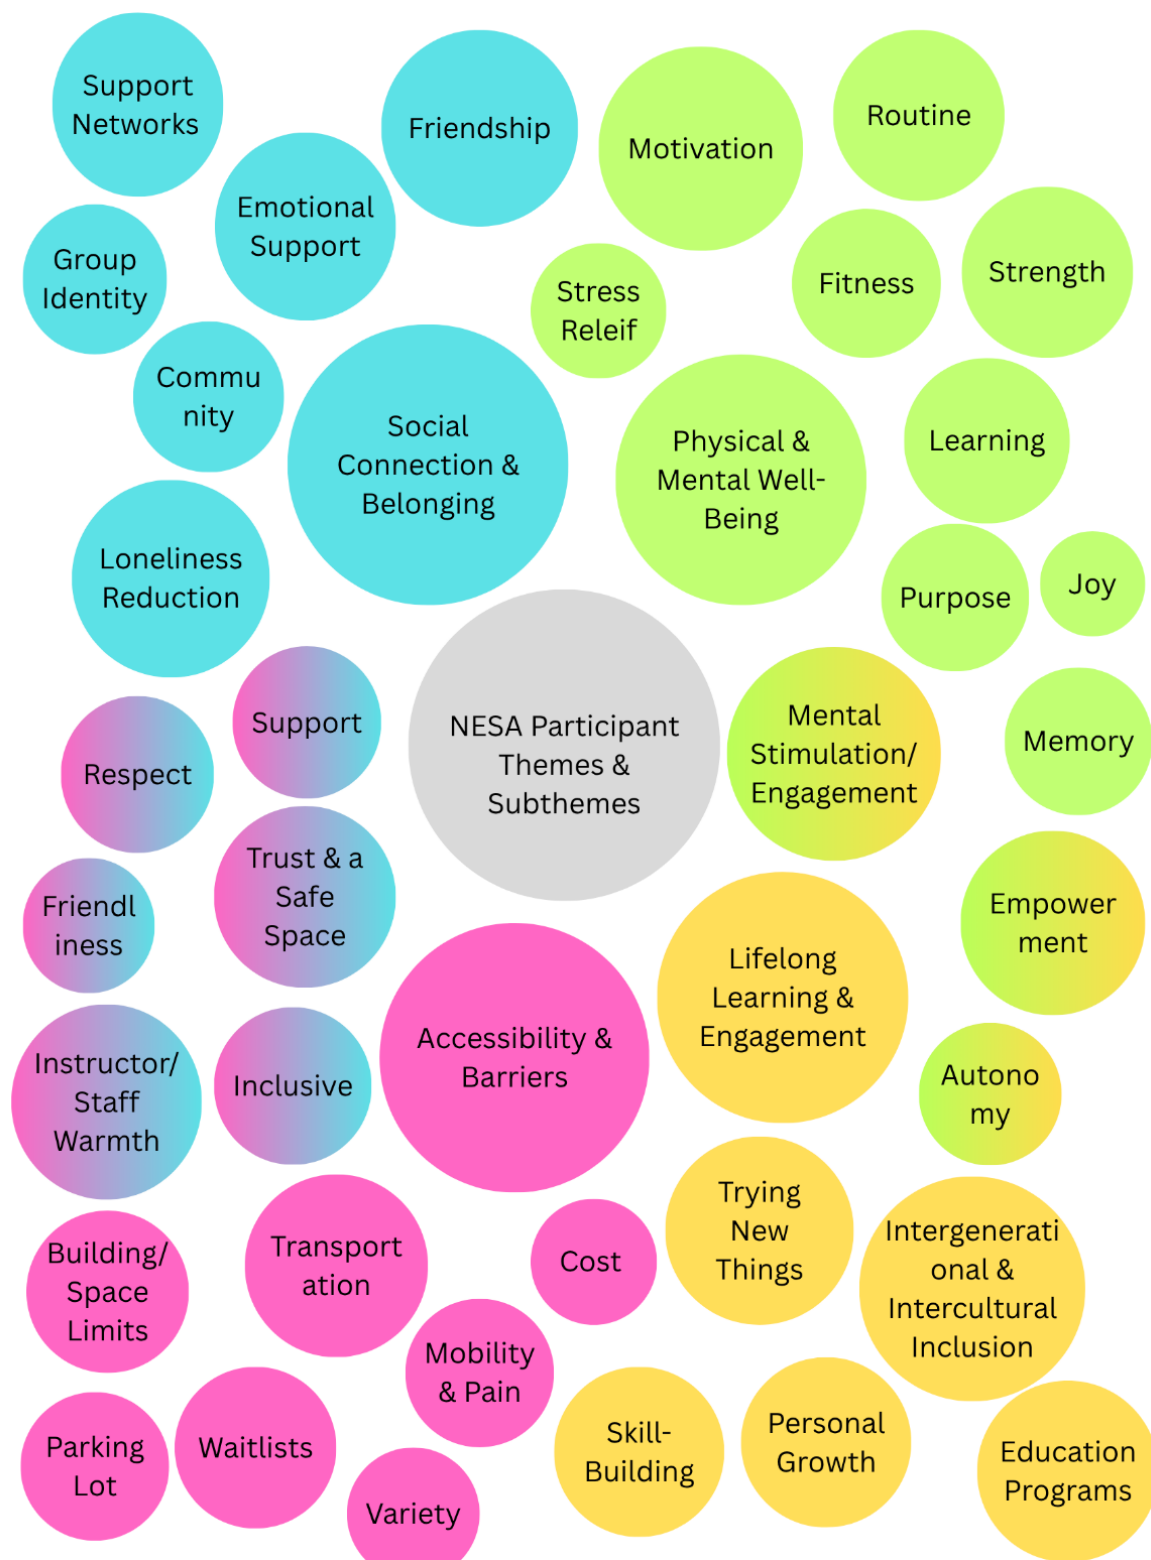 Support
Networks
Friendship
Motivation
Routine
Emotional
Support
Group
Identity
Stress
Releif
Fitness
Strength
Commu
nity
Social
Connection &
Belonging
Physical &
Mental Well-
Being
Learning
Loneliness
Reduction
Purpose
Joy
Support
Respect
NESA Participant
Themes &
Subthemes
Mental
Stimulation/
Engagement
Memory
Trust & a
Safe
Space
Friendl
iness
Empower
ment
Lifelong
Learning &
Engagement
Instructor/
Staff
Warmth
Inclusive
Accessibility &
Barriers
Autono
my
Building/
Space
Limits
Transport
ation
Cost
Trying
New
Things
Intergenerati
onal &
Intercultural
Inclusion
Mobility
& Pain
Parking
Lot
Waitlists
Variety
Skill-
Building
Personal
Growth
Education
Programs